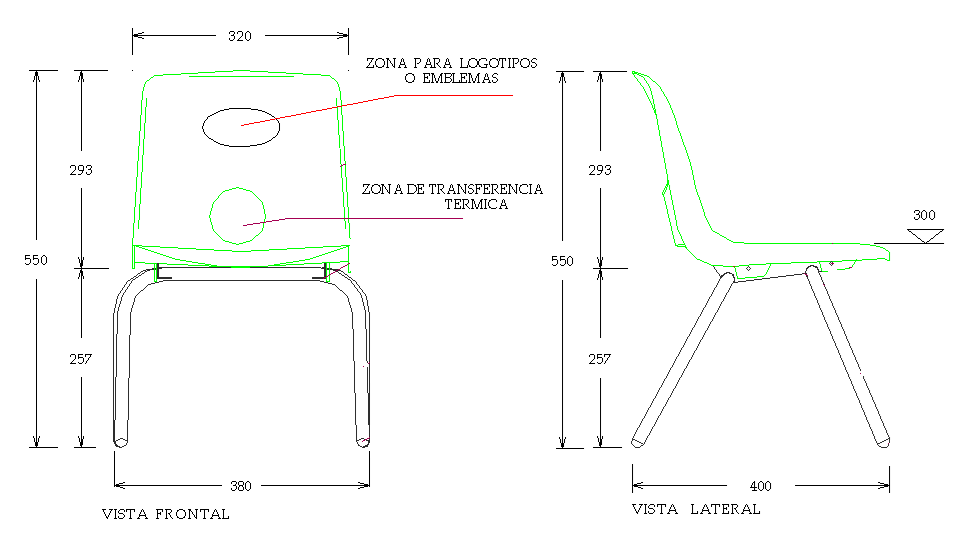 320
ZONA PARA LOGOTIPOS
O EMBLEMAS
293
293
ZONA DE TRANSFERENCIA
TERMICA
300
550
550
257
257
380
400
VISTA FRONTAL
VISTA LATERAL